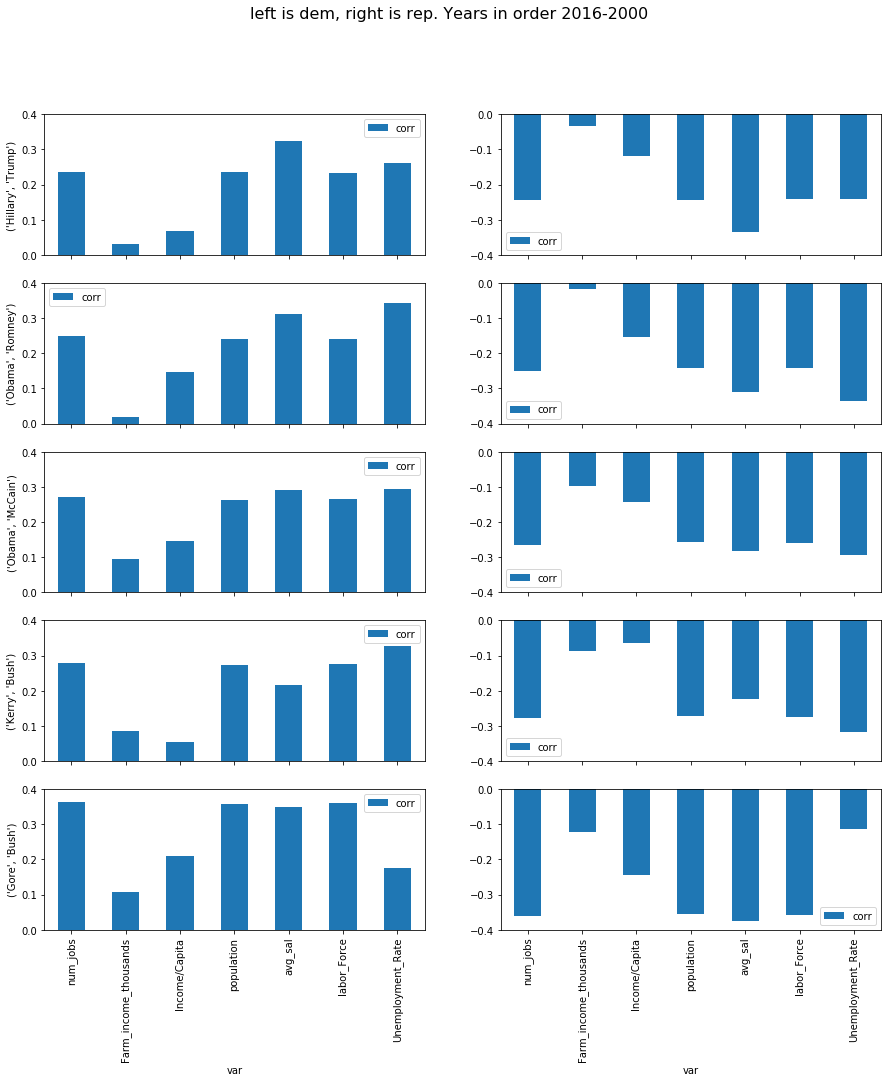 left is dem, right is rep. Years in order 2016-2000
('Hillary', 'Trump')
0.4
0.3
0.2
0.1
0.0
corr
0.0
−0.1
−0.2
−0.3
−0.4
corr
('Obama', 'Romney')
0.4
0.3
0.2
0.1
0.0
corr
0.0
−0.1
−0.2
−0.3
−0.4
corr
('Obama', 'McCain')
0.4
0.3
0.2
0.1
0.0
corr
0.0
−0.1
−0.2
−0.3
−0.4
corr
('Kerry', 'Bush')
0.4
0.3
0.2
0.1
0.0
corr
0.0
−0.1
−0.2
−0.3
−0.4
corr
('Gore', 'Bush')
0.4
0.3
0.2
0.1
0.0
corr
num_jobs
Farm_income_thousands
Income/Capita
population
avg_sal
labor_Force
Unemployment_Rate
var
0.0
−0.1
−0.2
−0.3
−0.4
corr
num_jobs
Farm_income_thousands
Income/Capita
population
avg_sal
labor_Force
Unemployment_Rate
var